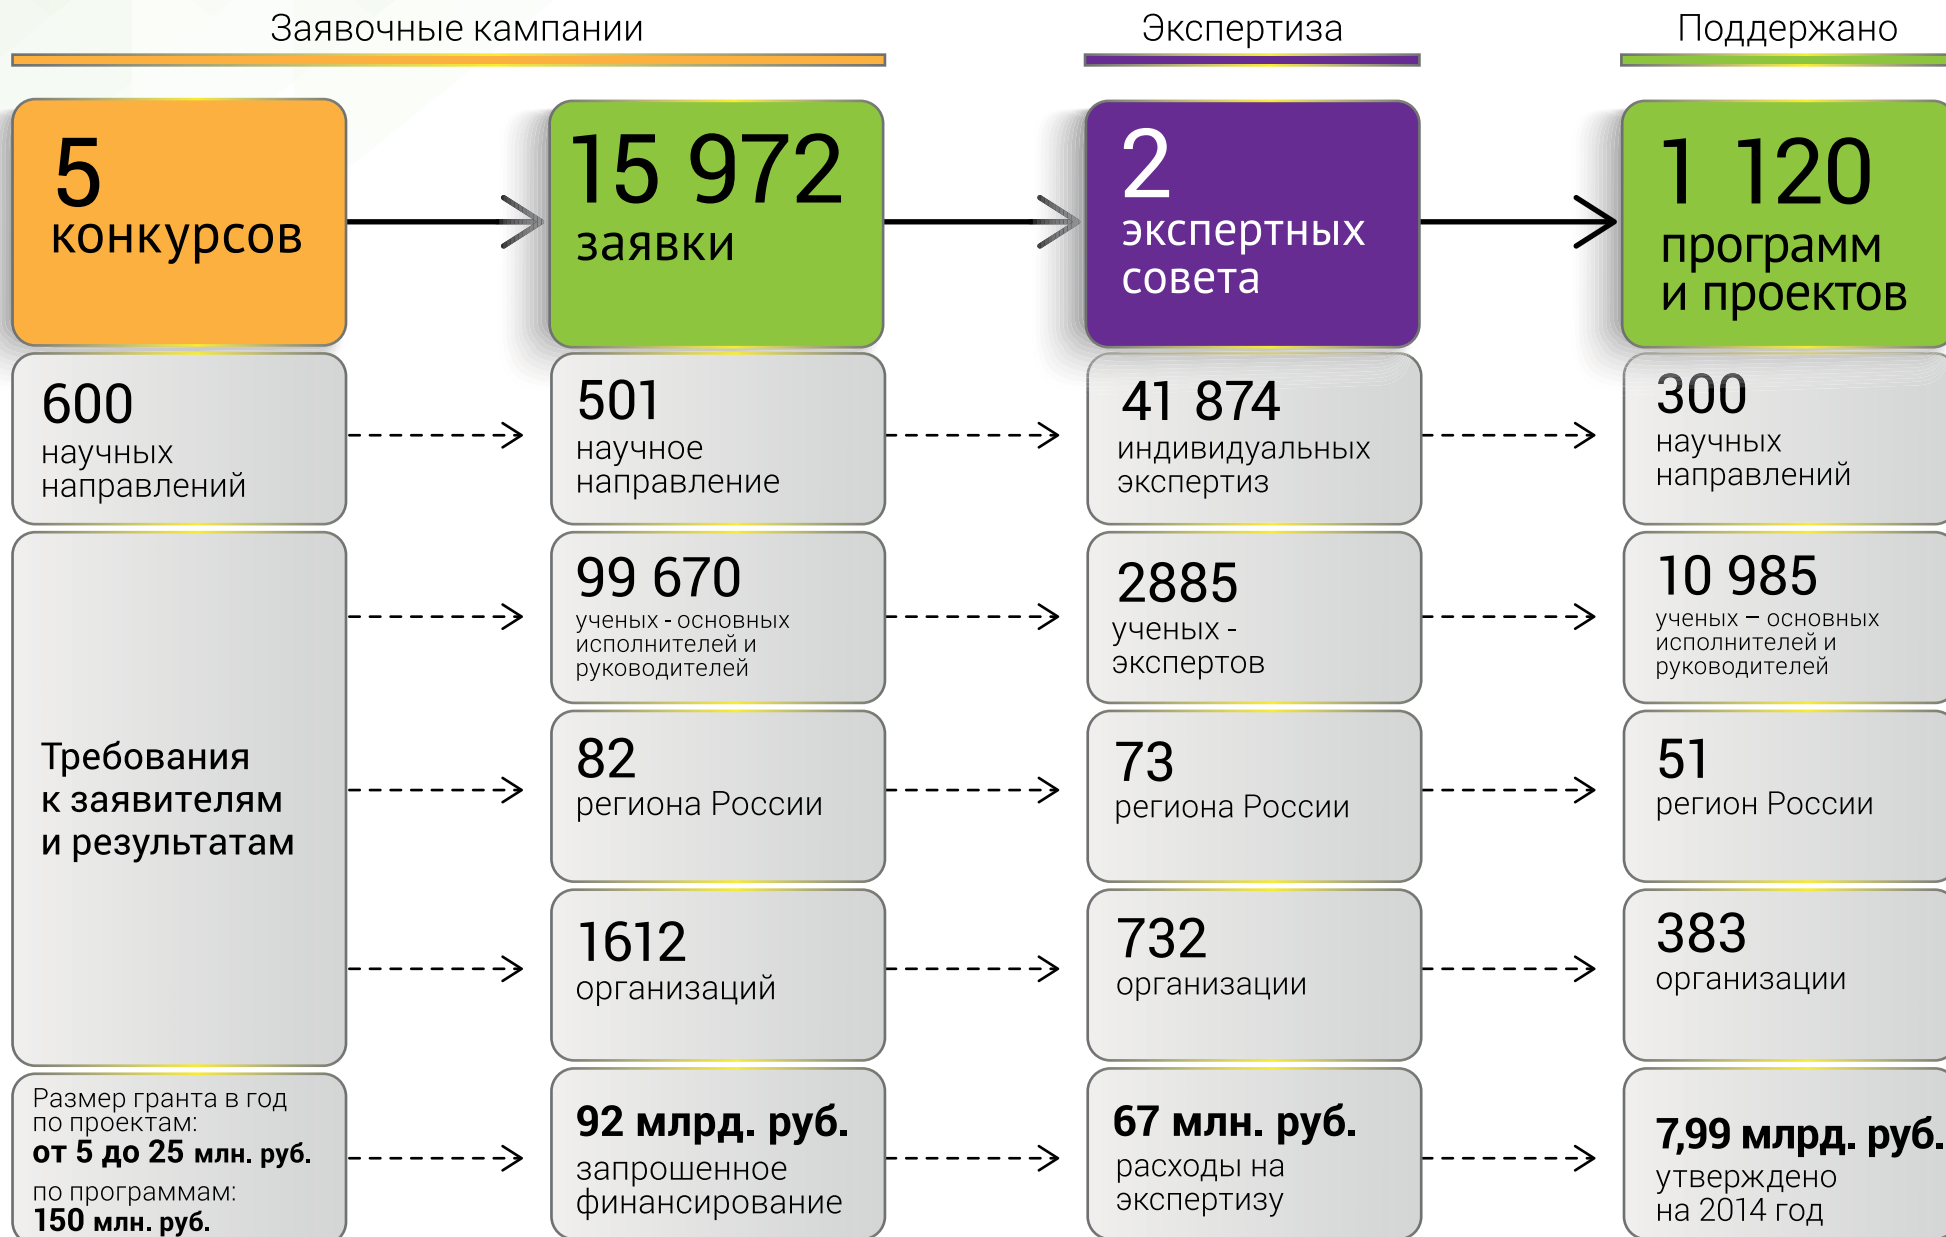 Заявочные кампании
Экспертиза
Поддержано
5
конкурсов
15 972
заявки
2
экспертных
совета
1 120
программ
и проектов
600
научных
направлений
501
научное
направление
41 874
индивидуальных
экспертиз
300
научных
направлений
Требования
к заявителям
и результатам
99 670
ученых - основных
исполнителей и
руководителей
2885
ученых -
экспертов
10 985
ученых – основных
исполнителей и
руководителей
82
региона России
73
региона России
51
регион России
1612
организаций
732
организации
383
организации
Размер гранта в год
по проектам:
от 5 до 25 млн. руб.
по программам:
150 млн. руб.
92 млрд. руб.
запрошенное
финансирование
67 млн. руб.
расходы на
экспертизу
7,99 млрд. руб.
утверждено
на 2014 год